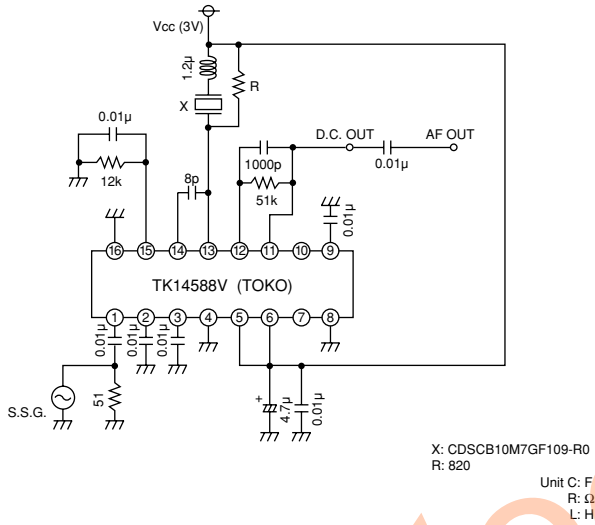 Vcc (3V)
1.2μ
R
X
0.01μ
12k
8p
1000p
51k
D.C. OUT
0.01μ
AF OUT
0.01μ
16 15 14 13 12 11 10 9
TK14588V (TOKO)
1 2 3 4 5 6 7 8
0.01μ
0.01μ
0.01μ
S.S.G.
51
+
4.7μ
0.01μ
X: CDSCB10M7GF109-R0
R: 820
Unit C: F
R: Ω
L: H